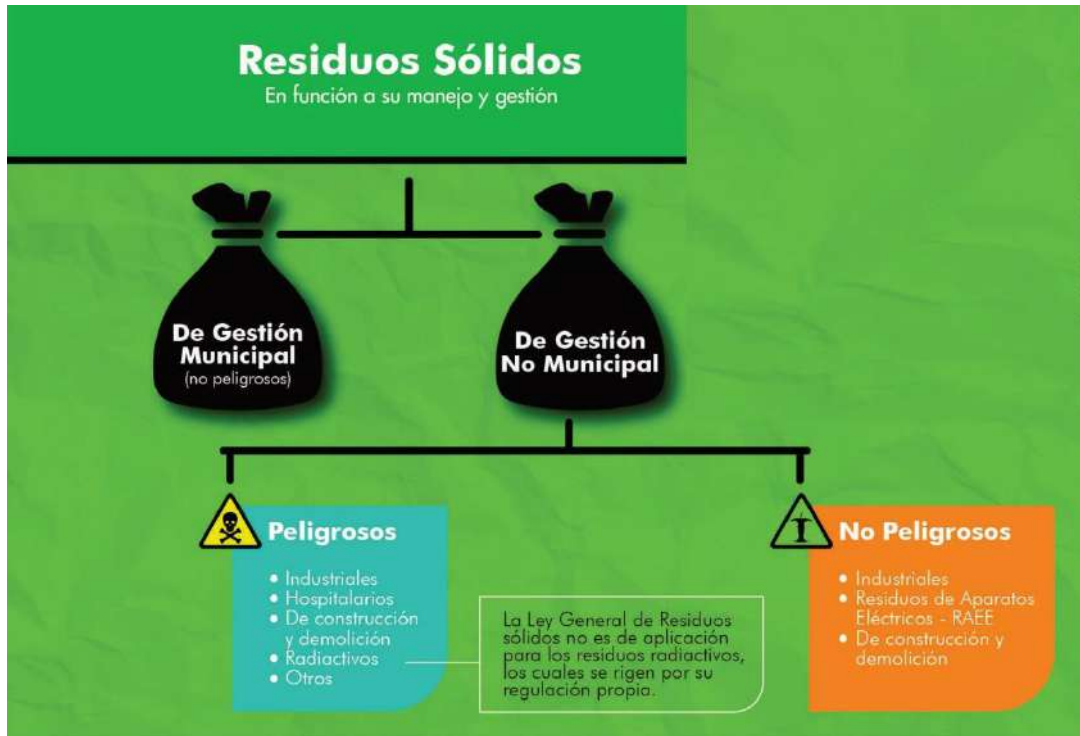 Residuos Sólidos
En función a su manejo y gestión
De Gestión
Municipal
(no peligrosos)
De Gestión
No Municipal
Peligrosos
• Industriales
• Hospitalarios
• De construcción
y demolición
• Radiactivos
• Otros
La Ley General de Residuos
sólidos no es de aplicación
para los residuos radiactivos,
los cuales se rigen por su
regulación propia.
No Peligrosos
• Industriales
• Residuos de Aparatos
Eléctricos - RAEE
• De construcción y
demolición